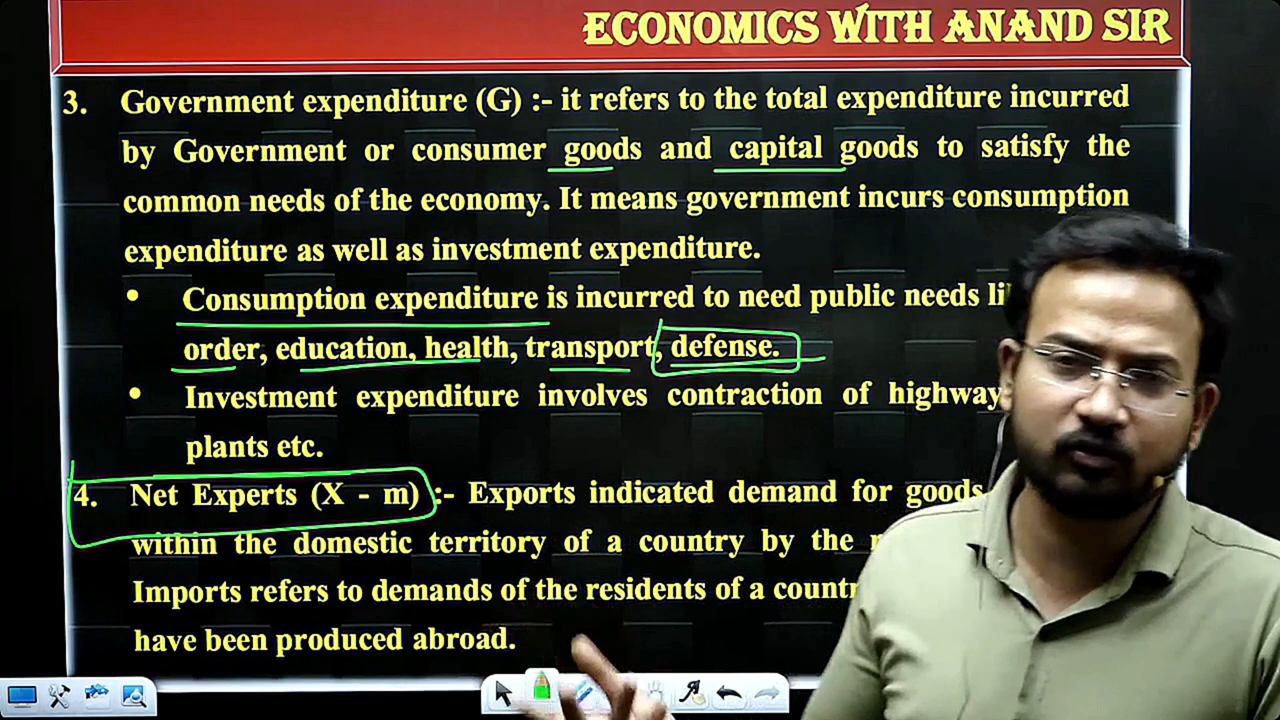 ECONOMICS WITH ANAND SIR
3. Government expenditure (G) :- it refers to the total expenditure incurred
by Government or consumer goods and capital goods to satisfy the
common needs of the economy. It means government incurs consumption
expenditure as well as investment expenditure.
• Consumption expenditure is incurred to need public needs
order, education, health, transport, defense.
• Investment expenditure involves contraction of highway
plants etc.
4. Net Experts (X - m) :- Exports indicated demand for goods
within the domestic territory of a country by the
Imports refers to demands of the residents of a
have been produced abroad.